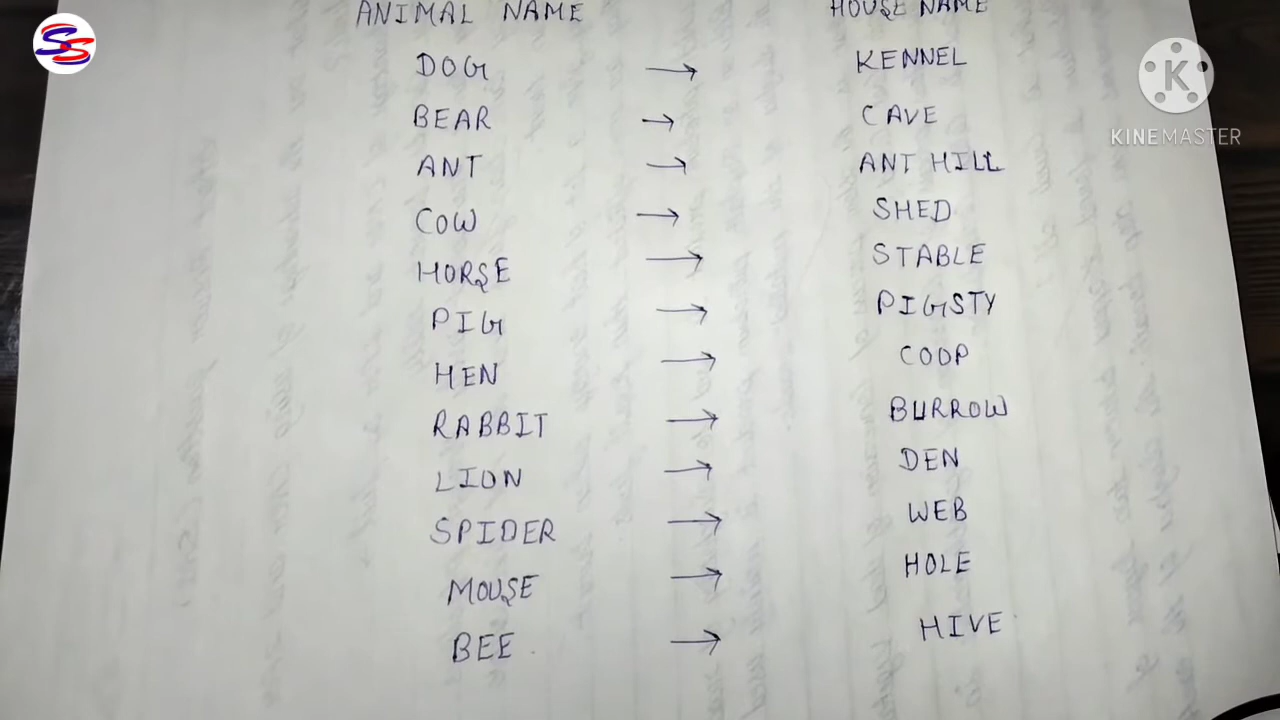 SS
ANIMAL NAME HOUSE NAME
DOG → KENNEL
KINEMASTER
BEAR → CAVE
ANT → ANT HILL
COW → SHED
HORSE → STABLE
PIG → PIGSTY
HEN → COOP
RABBIT → BURROW
LION → DEN
SPIDER → WEB
MOUSE → HOLE
BEE → HIVE